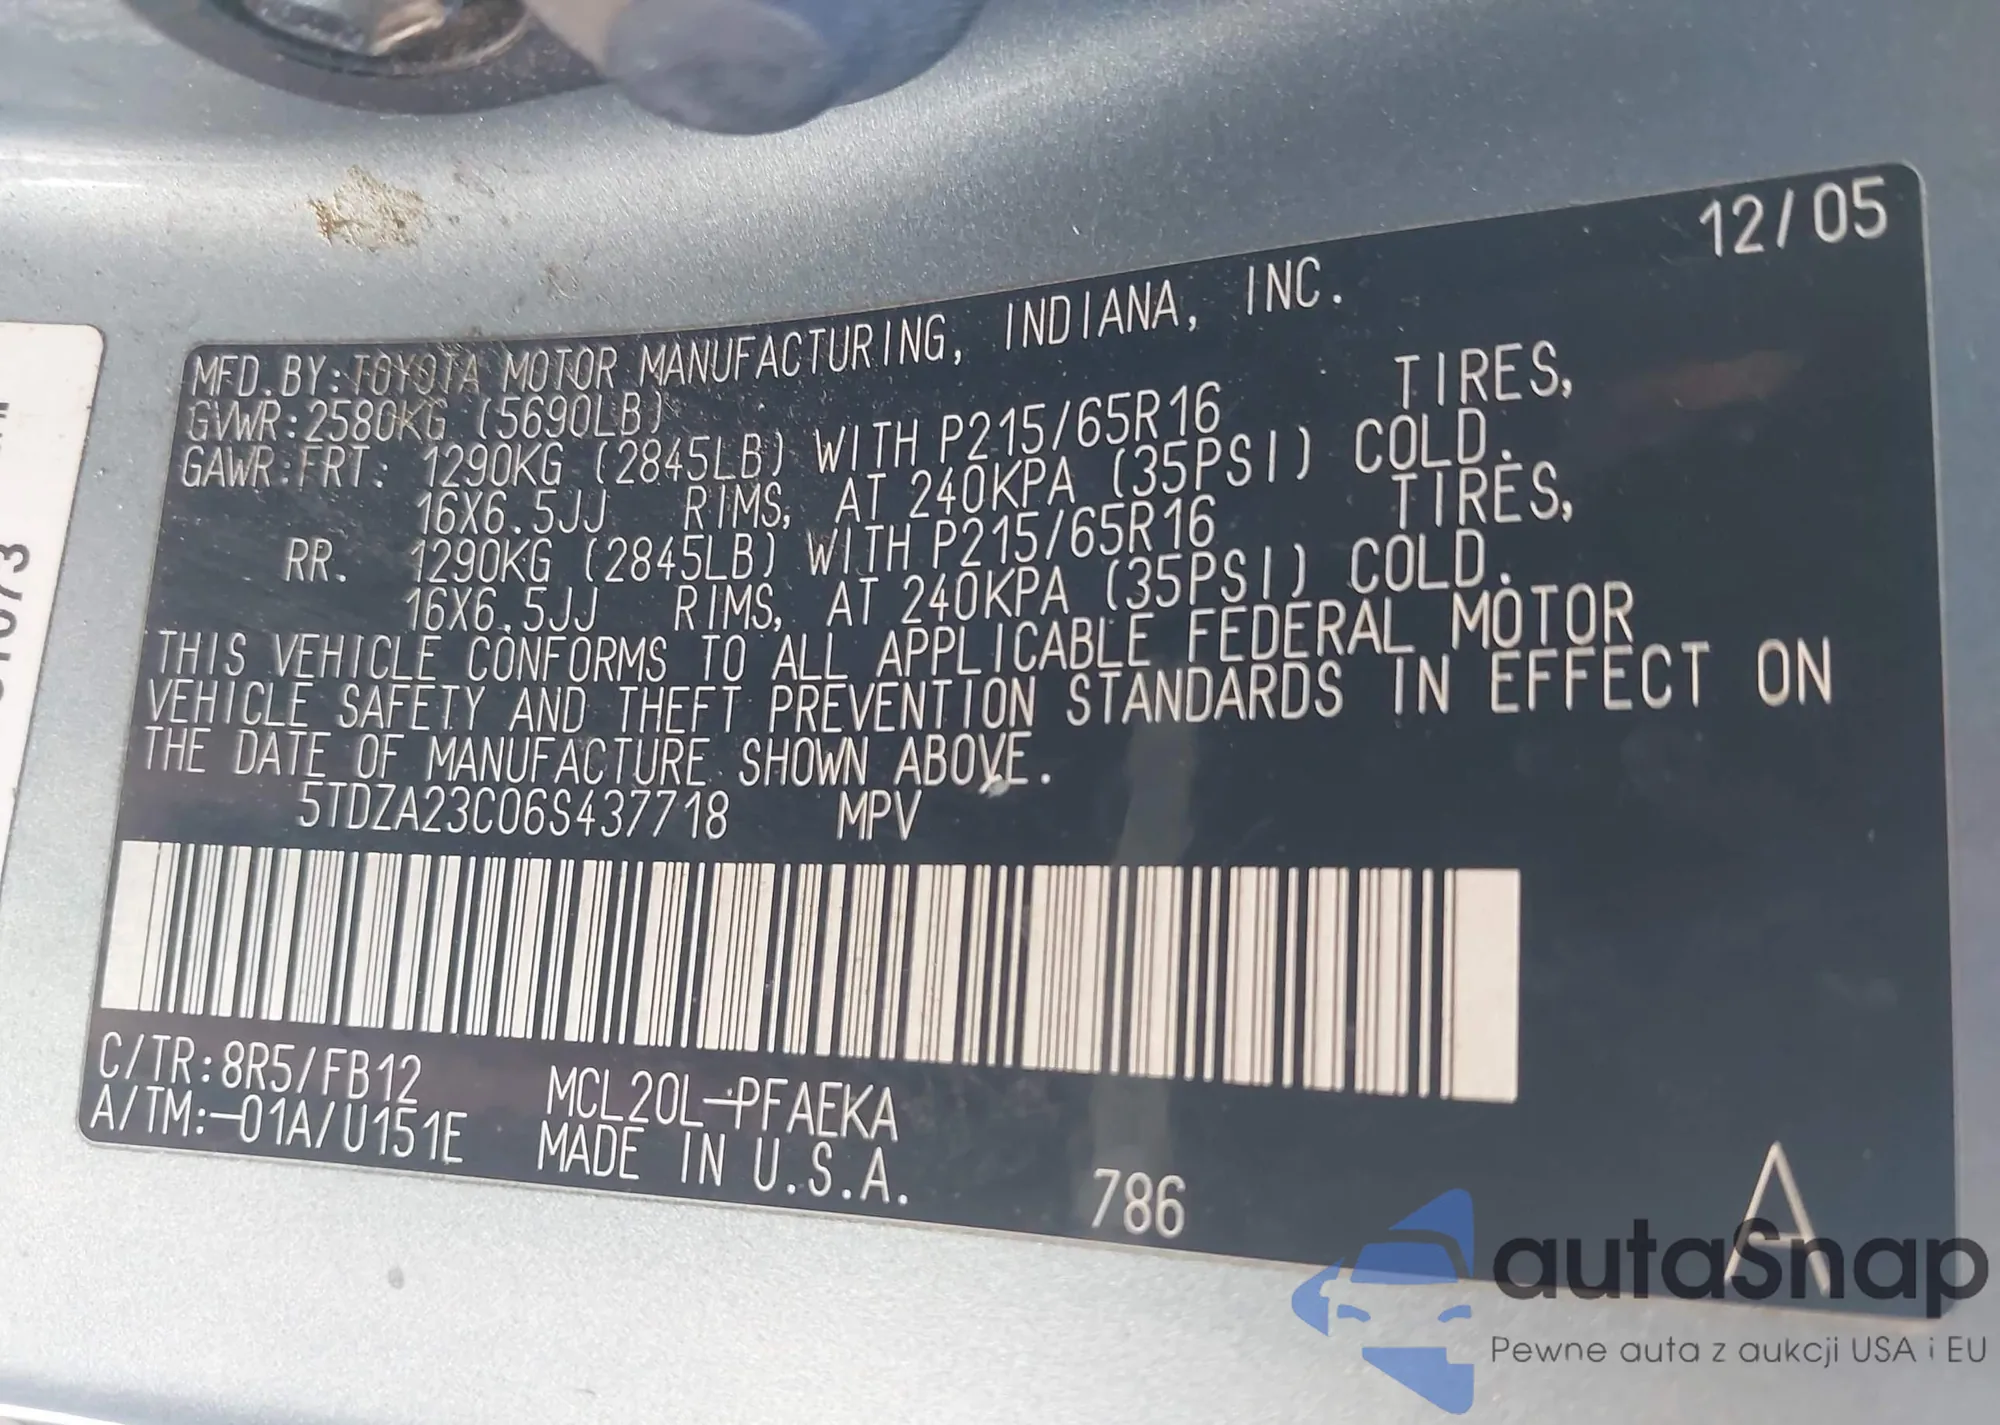 12/05
MFD.BY:TOYOTA MOTOR MANUFACTURING, INDIANA, INC.
GVWR:2580KG (5690LB)
GAWR:FRT: 1290KG (2845LB) WITH P215/65R16 TIRES,
16X6.5JJ RIMS, AT 240KPA (35PSI) COLD.
RR. 1290KG (2845LB) WITH P215/65R16 TIRES,
16X6.5JJ RIMS, AT 240KPA (35PSI) COLD.
THIS VEHICLE CONFORMS TO ALL APPLICABLE FEDERAL MOTOR
VEHICLE SAFETY AND THEFT PREVENTION STANDARDS IN EFFECT ON
THE DATE OF MANUFACTURE SHOWN ABOVE.
5TDZA23C06S437718 MPV
C/TR:8R5/FB12 MCL20L-PFAEKA
A/TM:-01A/U151E MADE IN U.S.A.
786
A
autaSnap
Pewne auta z aukcji USA i EU